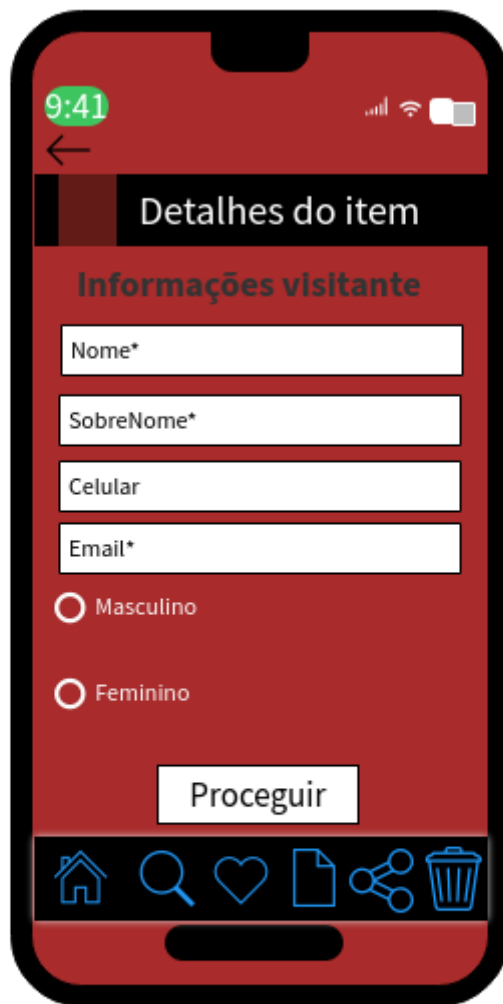 9:41
Detalhes do item
Informações visitante
Nome*
SobreNome*
Celular
Email*
Masculino
Feminino
Proceguir